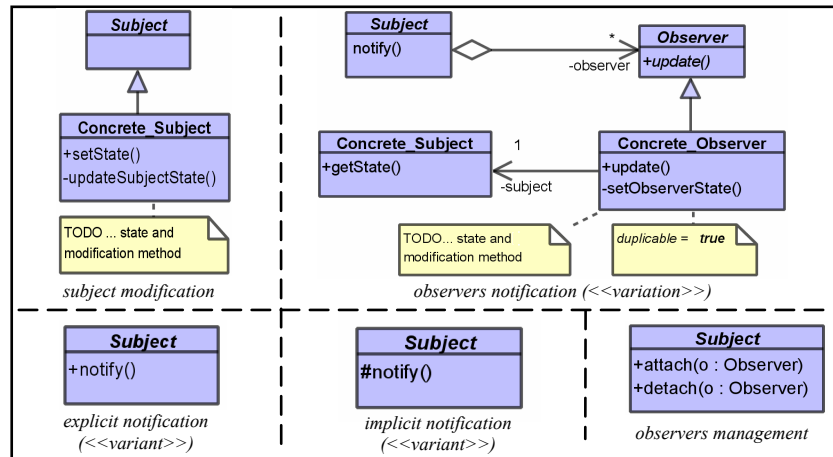 Subject
Concrete_Subject
+setState()
-updateSubjectState()
TODO ... state and
modification method
subject modification
Subject
notify()
*
-observer
Observer
+update()
Concrete_Subject
+getState()
1
-subject
Concrete_Observer
+update()
-setObserverState()
TODO... state and
modification method
duplicable = true
observers notification (<<variation>>)
Subject
+notify()
explicit notification
(<<variant>>)
Subject
#notify()
implicit notification
(<<variant>>)
Subject
+attach(o : Observer)
+detach(o : Observer)
observers management